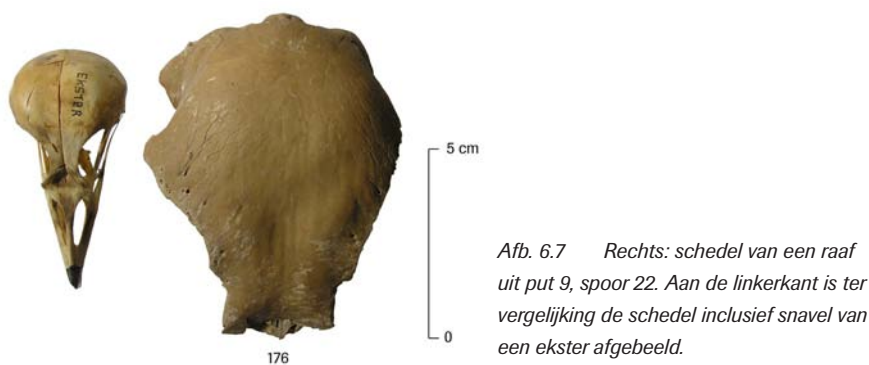 EKSTER
5 cm
0
176
Afb. 6.7 Rechts: schedel van een raaf
uit put 9, spoor 22. Aan de linkerkant is ter
vergelijking de schedel inclusief snavel van
een ekster afgebeeld.